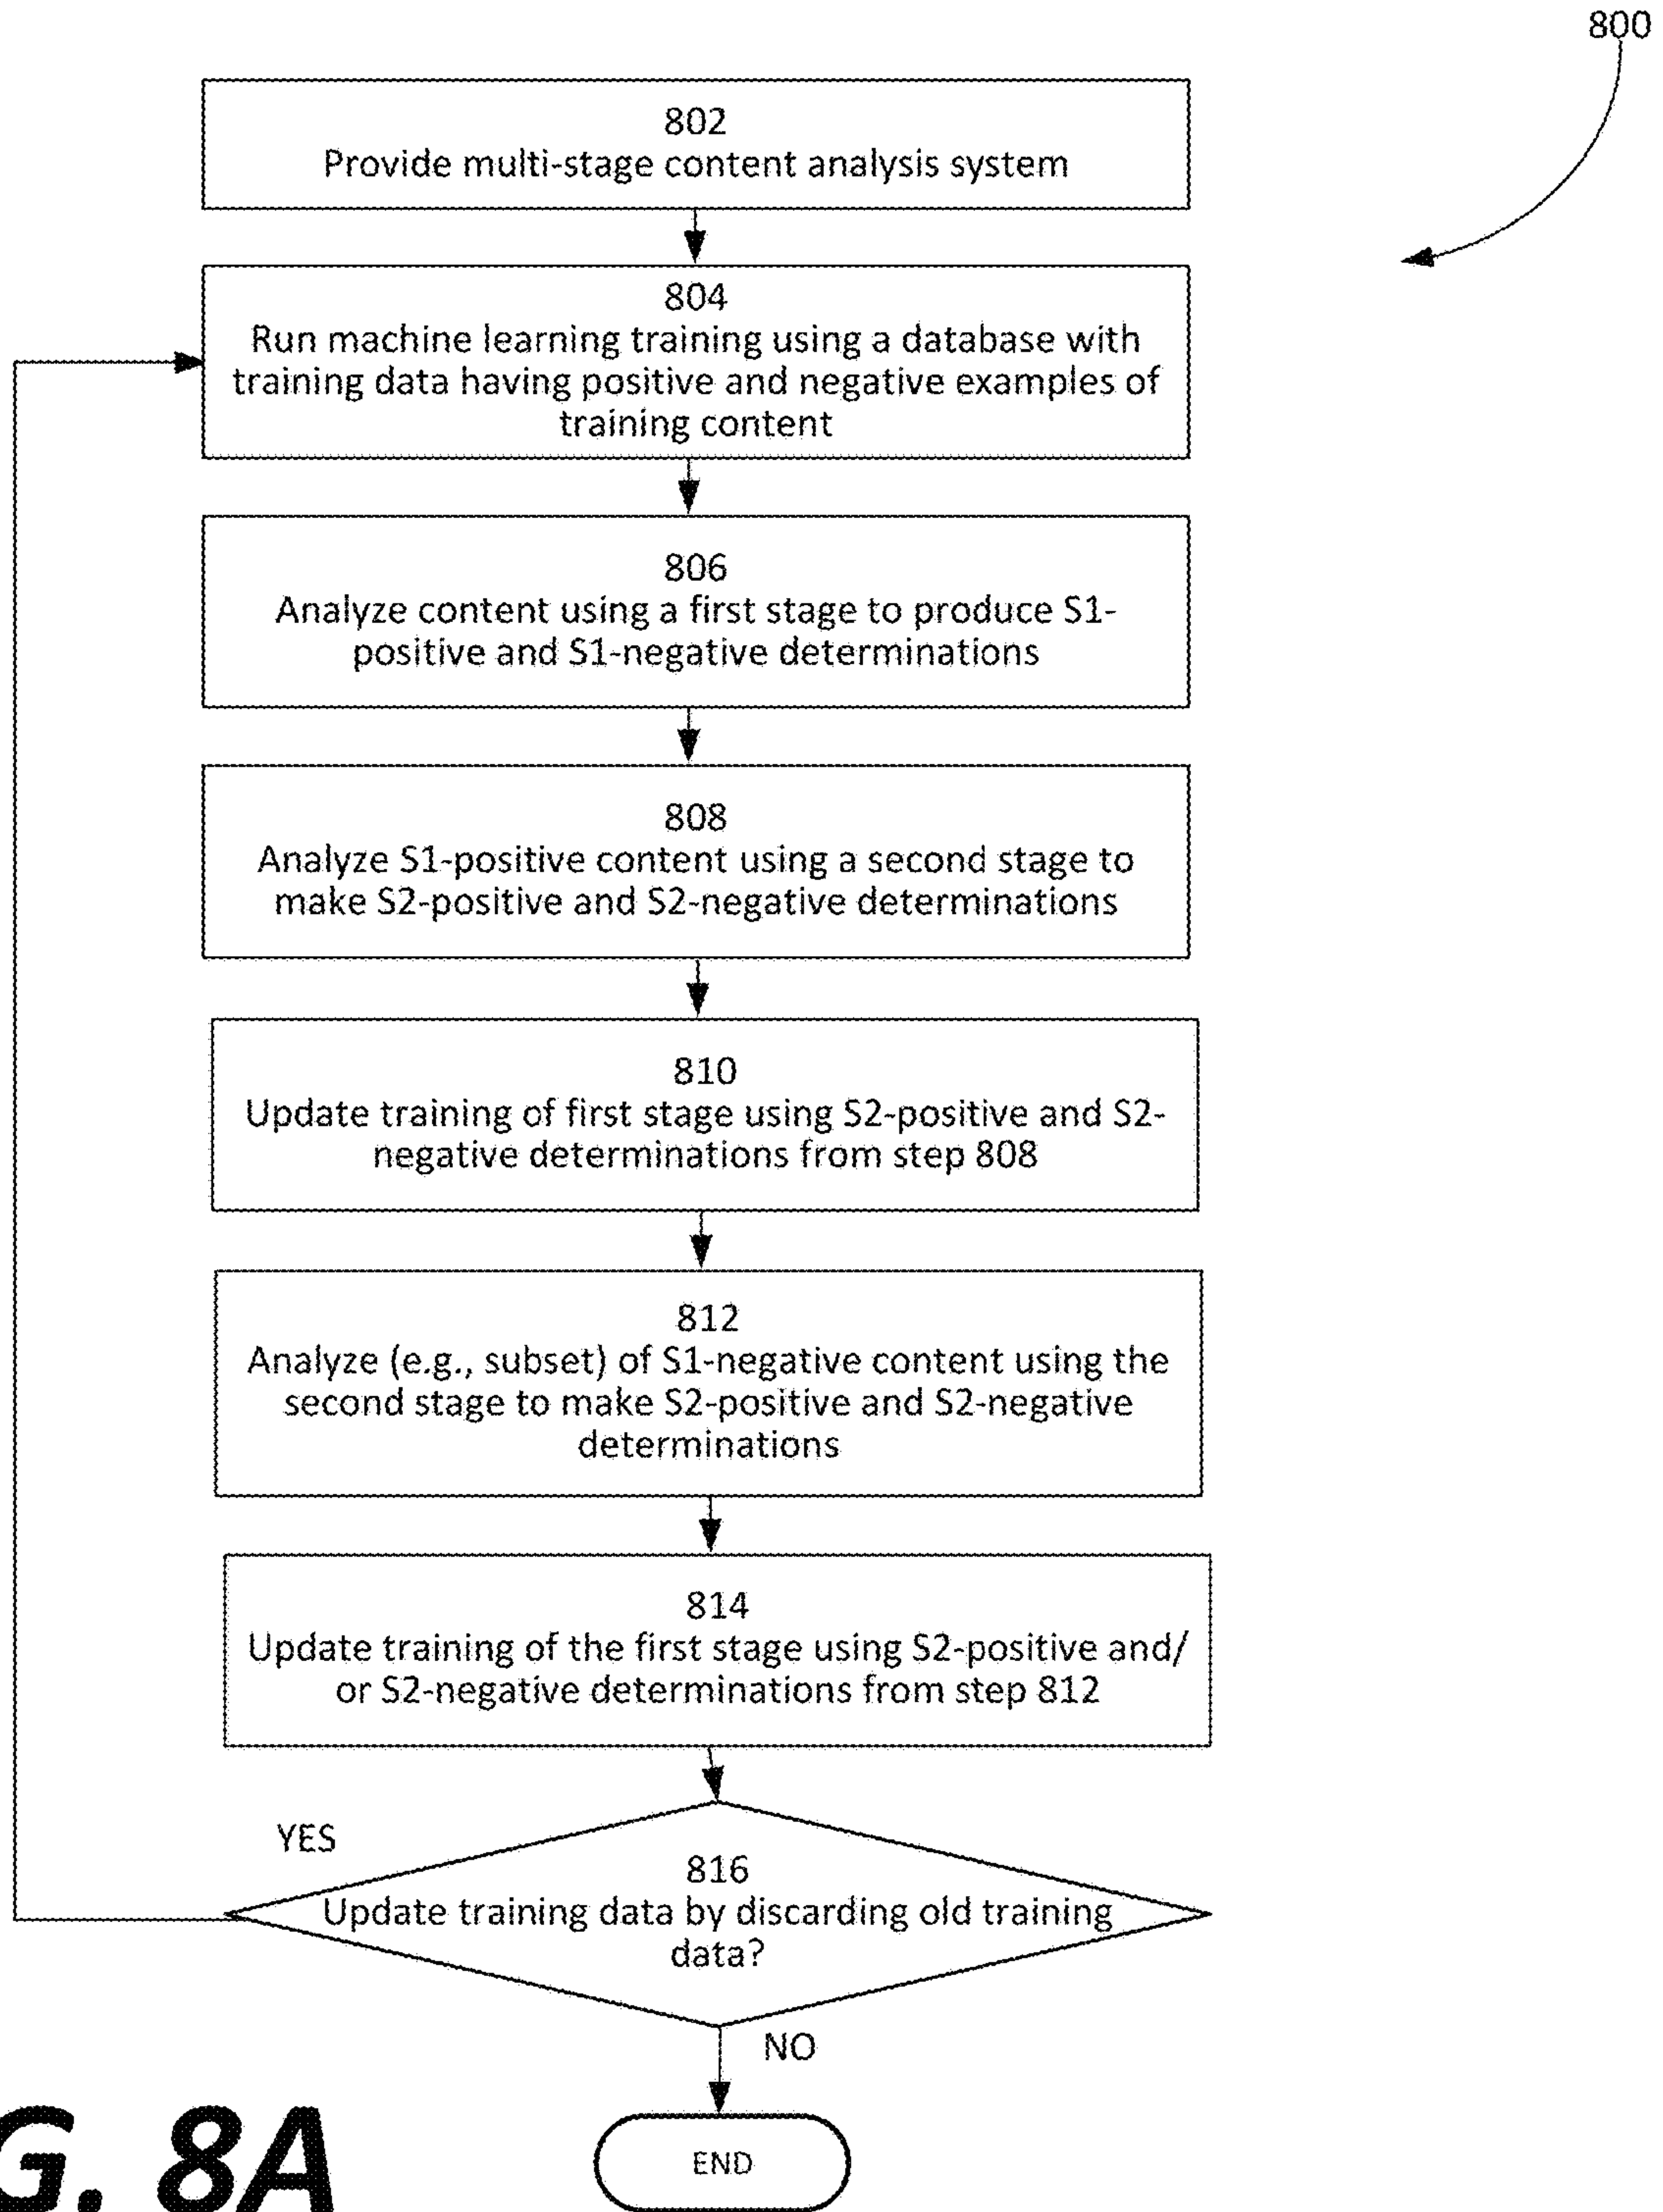 800
802
Provide multi-stage content analysis system
804
Run machine learning training using a database with
training data having positive and negative examples of
training content
806
Analyze content using a first stage to produce S1-
positive and S1-negative determinations
808
Analyze S1-positive content using a second stage to
make S2-positive and S2-negative determinations
810
Update training of first stage using S2-positive and S2-
negative determinations from step 808
812
Analyze (e.g., subset) of S1-negative content using the
second stage to make S2-positive and S2-negative
determinations
814
Update training of the first stage using S2-positive and/
or S2-negative determinations from step 812
YES
816
Update training data by discarding old training
data?
NO
END
G. 8A